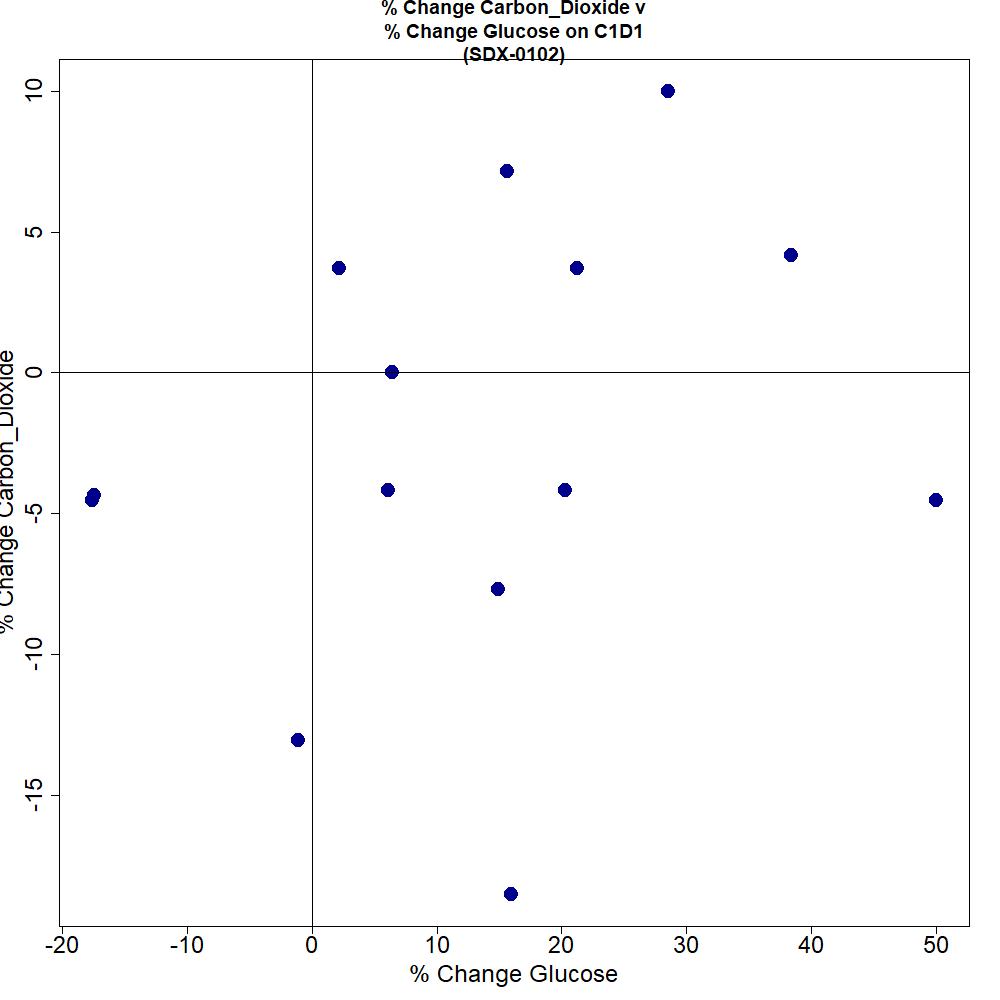 % Change Carbon_Dioxide v
% Change Glucose on C1D1
(SDX-0102)
% Change Carbon_Dioxide
10
5
0
-5
-10
-15
-20
-10
0
10
20
30
40
50
% Change Glucose